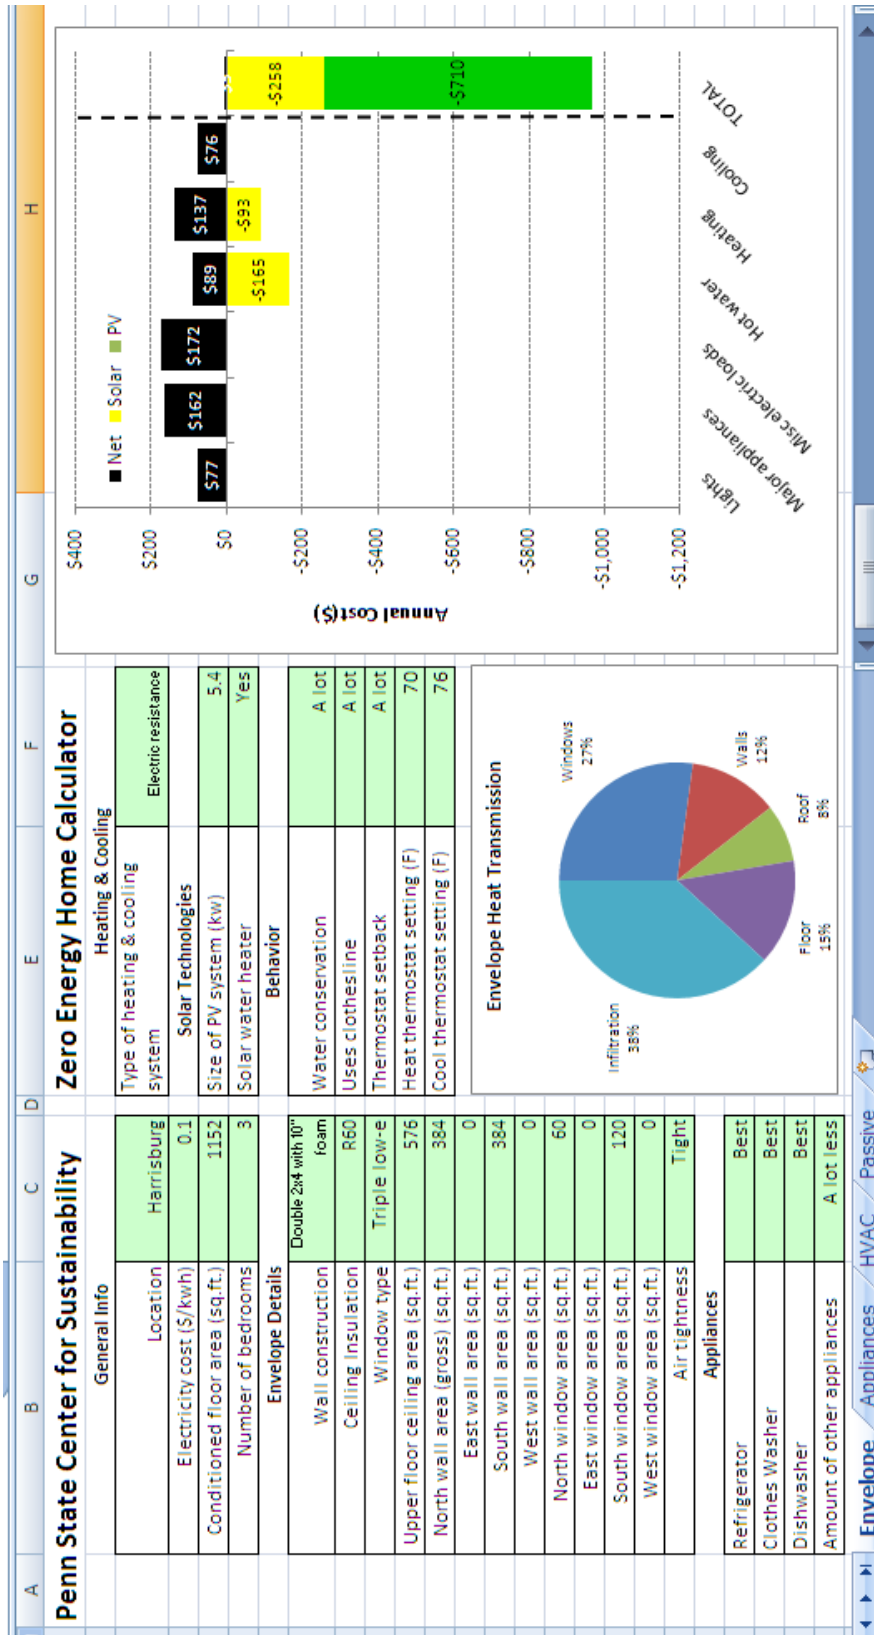 A B C D E F G H
Penn State Center for Sustainability
Zero Energy Home Calculator
General Info
Location Harrisburg
Electricity cost ($/kwh) 0.1
Conditioned floor area (sq.ft.) 1152
Number of bedrooms 3
Envelope Details
Wall construction Double 2x4 with 10" foam
Ceiling Insulation R60
Window type Triple low-e
Upper floor ceiling area (sq.ft.) 576
North wall area (gross) (sq.ft.) 384
East wall area (sq.ft.) 0
South wall area (sq.ft.) 384
West wall area (sq.ft.) 0
North window area (sq.ft.) 60
East window area (sq.ft.) 0
South window area (sq.ft.) 120
West window area (sq.ft.) 0
Air tightness Tight
Appliances
Refrigerator Best
Clothes Washer Best
Dishwasher Best
Amount of other appliances A lot less
Heating & Cooling
Type of heating & cooling
system Electric resistance
Solar Technologies
Size of PV system (kw) 5.4
Solar water heater Yes
Behavior
Water conservation A lot
Uses clothesline A lot
Thermostat setback A lot
Heat thermostat setting (F) 70
Cool thermostat setting (F) 76
Envelope Heat Transmission
Windows
27%
Walls
12%
Roof
8%
Floor
15%
Infiltration
38%
Annual Cost($)
$400
$200
$0
-$200
-$400
-$600
-$800
-$1,000
-$1,200
Net Solar PV
$77
$162
$172
$89
-$165
$137
-$93
$76
-$258
-$710
Lights
Major appliances
Misc electric loads
Hot water
Heating
Cooling
TOTAL
Envelope Appliances HVAC Passive